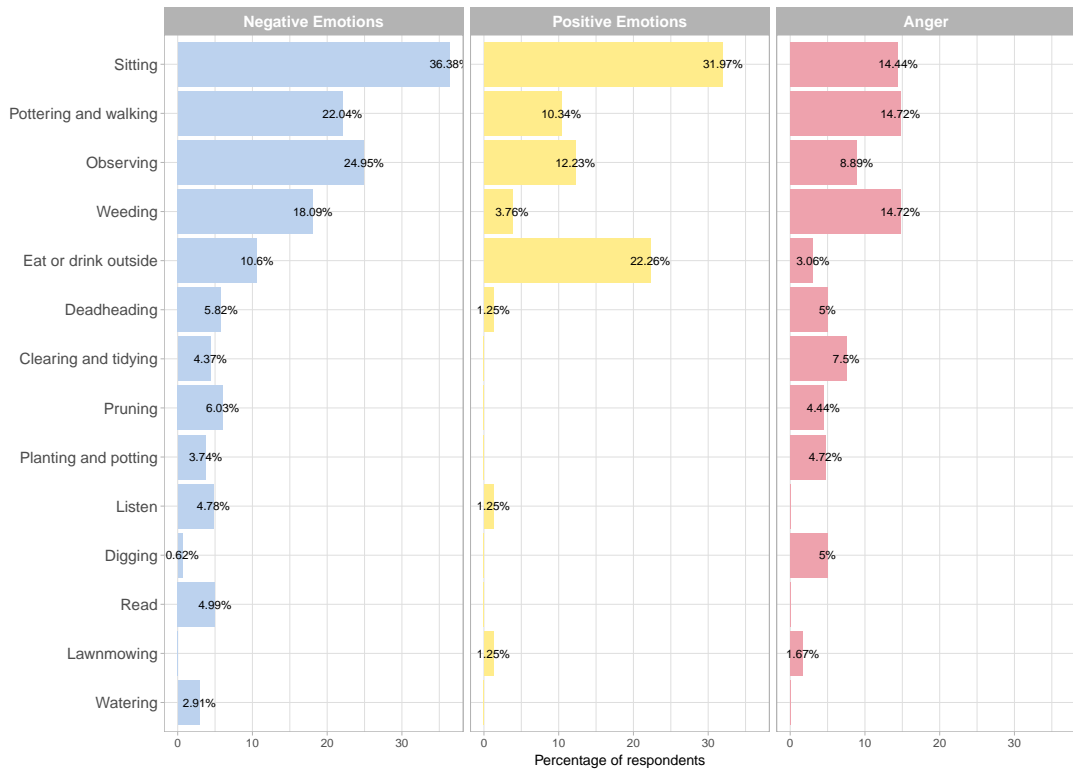 Negative Emotions Positive Emotions Anger
Sitting 36.38% 31.97% 14.44%
Pottering and walking 22.04% 10.34% 14.72%
Observing 24.95% 12.23% 8.89%
Weeding 18.09% 3.76% 14.72%
Eat or drink outside 10.6% 22.26% 3.06%
Deadheading 5.82% 1.25% 5%
Clearing and tidying 4.37% 7.5%
Pruning 6.03% 4.44%
Planting and potting 3.74% 4.72%
Listen 4.78% 1.25%
Digging 0.62% 5%
Read 4.99%
Lawnmowing 1.25% 1.67%
Watering 2.91%
0 10 20 30 0 10 20 30 0 10 20 30
Percentage of respondents